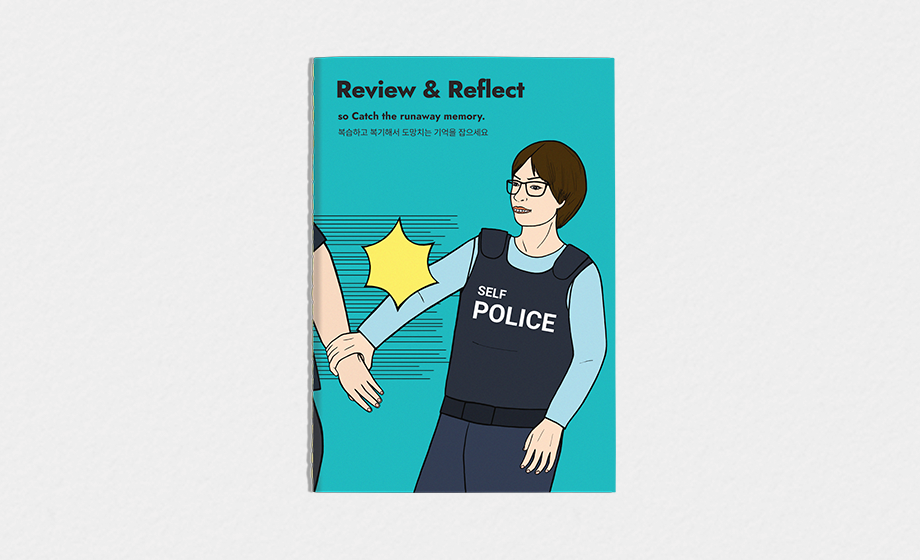 Review & Reflect
so Catch the runaway memory.
복습하고 복기해서 도망치는 기억을 잡으세요
SELF
POLICE